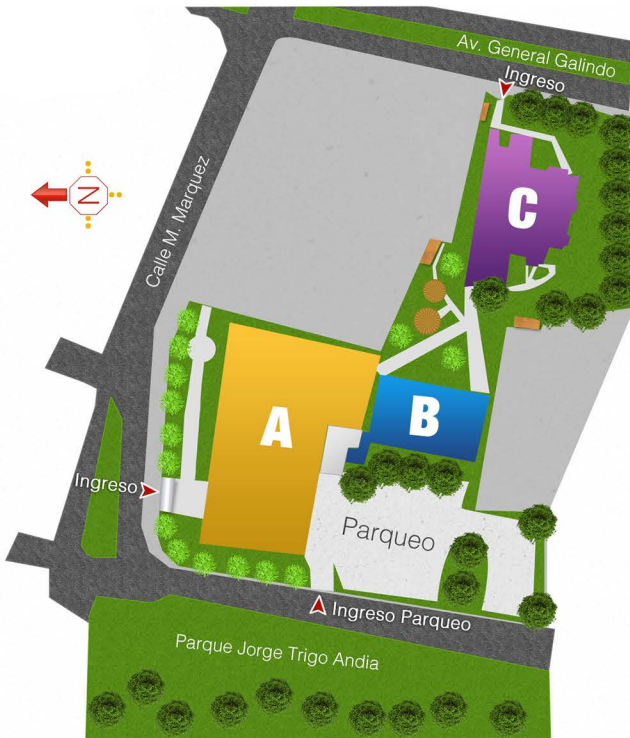 Av. General Galindo
Ingreso
N
Calle M. Marquez
C
A
B
Ingreso
Parqueo
Ingreso Parqueo
Parque Jorge Trigo Andia